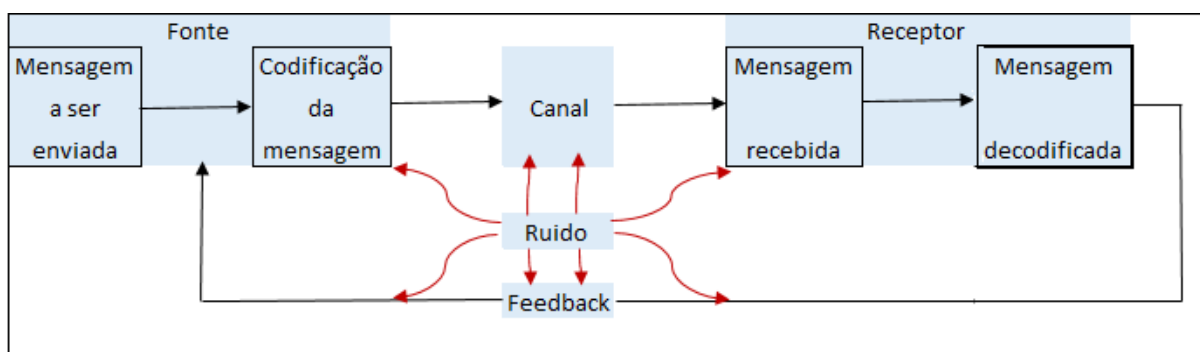 Fonte
Receptor
Mensagem
a ser
enviada
Codificação
da
mensagem
Canal
Mensagem
recebida
Mensagem
decodificada
Ruido
Feedback